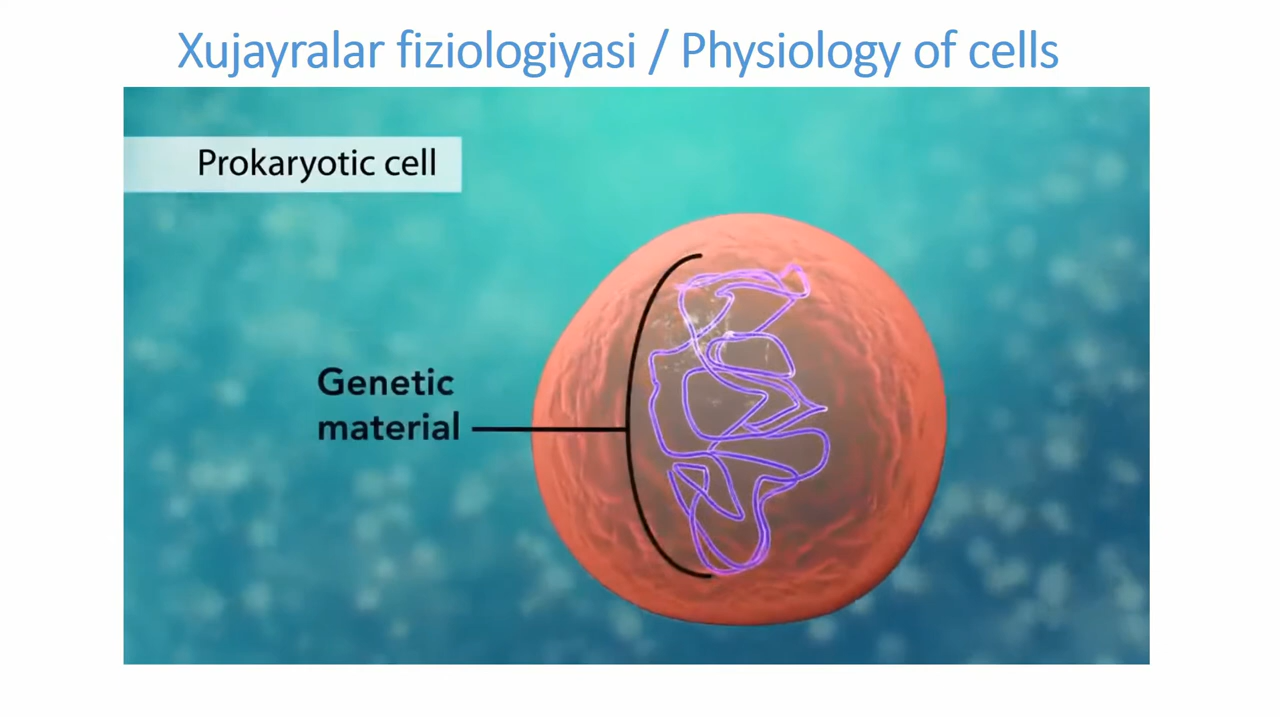 Xujayralar fiziologiyasi / Physiology of cells
Prokaryotic cell
Genetic
material